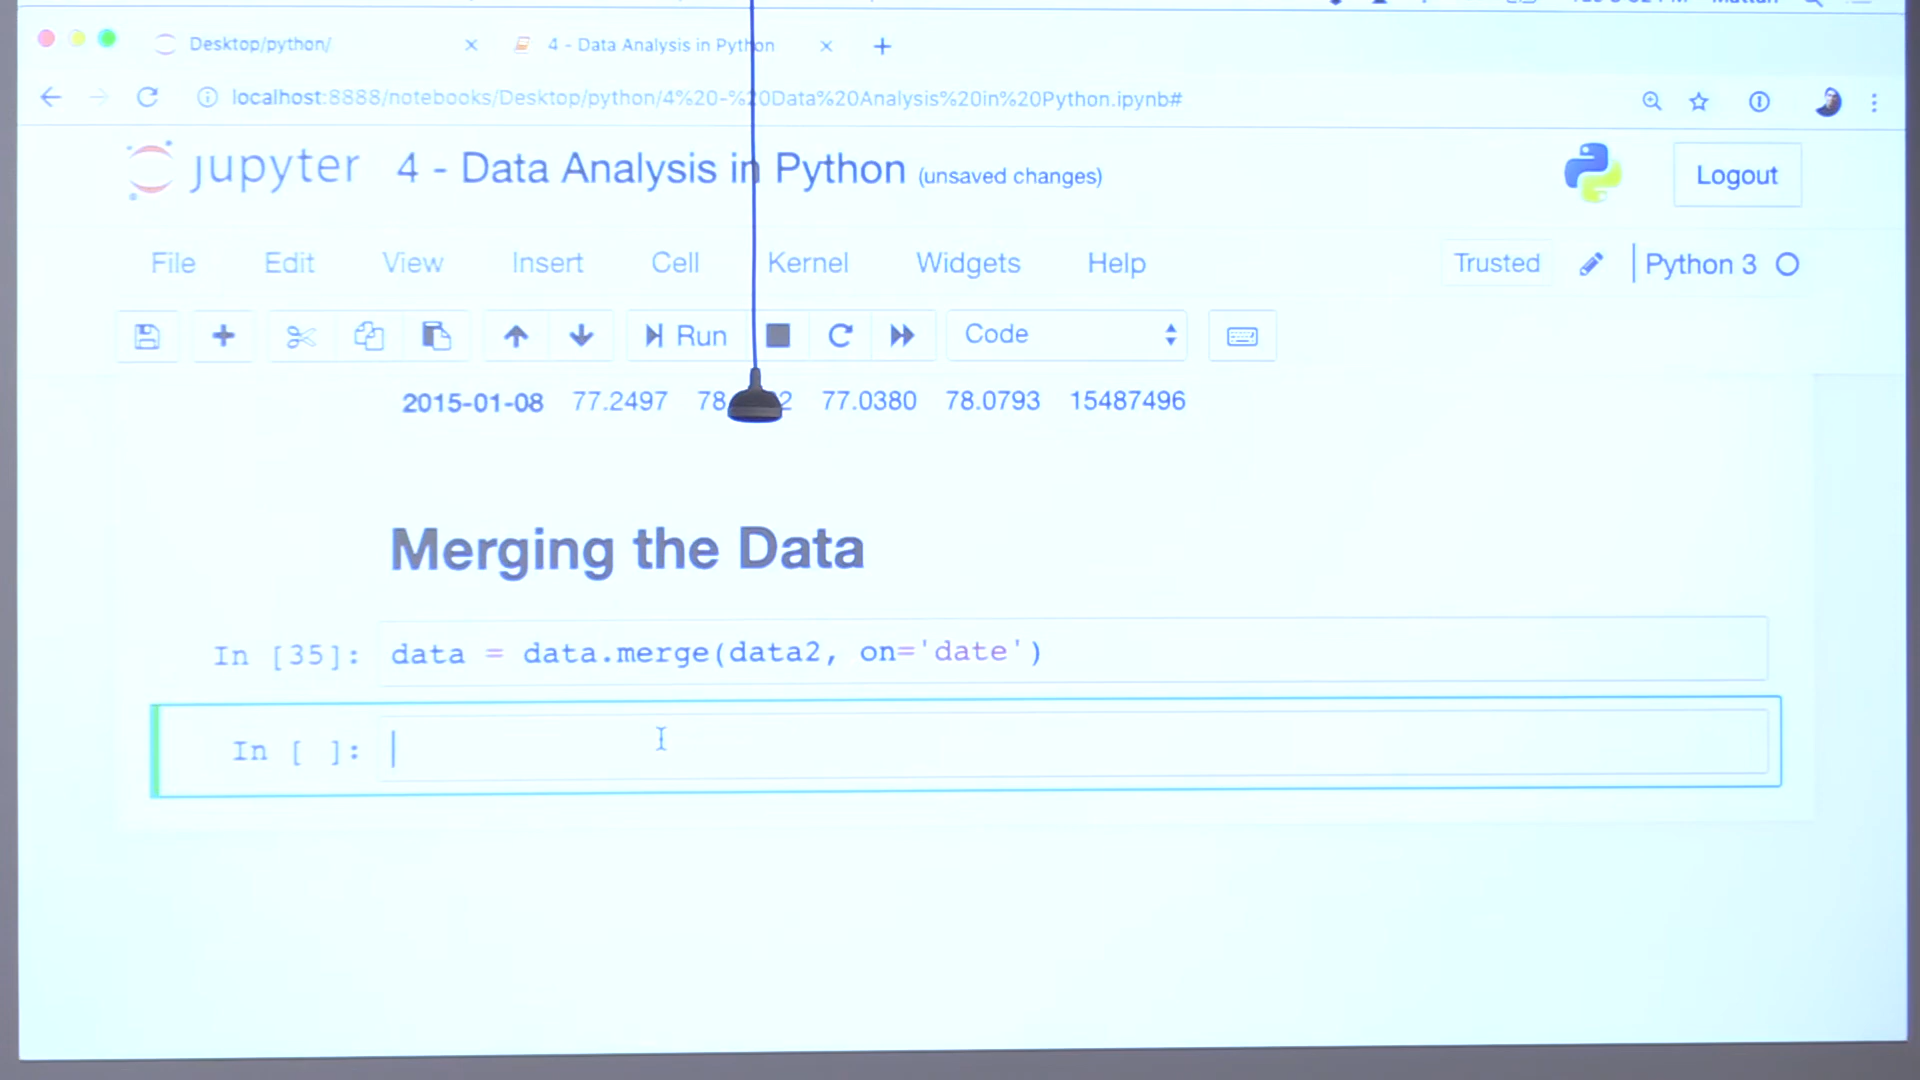 Desktop/python/ 4 - Data Analysis in Python
localhost:8888/notebooks/Desktop/python/4%20-%20Data%20Analysis%20in%20Python.ipynb#
jupyter 4 - Data Analysis in Python (unsaved changes) Logout
File Edit View Insert Cell Kernel Widgets Help Trusted Python 3
Run Code
2015-01-08 77.2497 77.0380 78.0793 15487496
Merging the Data
In [35]: data = data.merge(data2, on='date')
In [ ]: